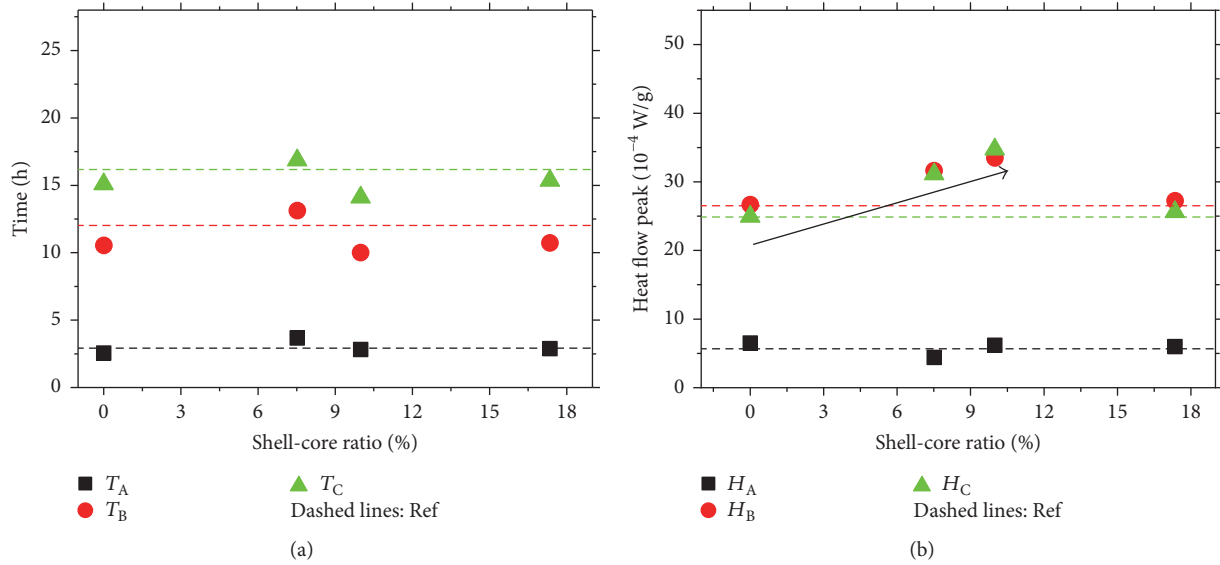 25
20
15
10
5
0
Time (h)
0 3 6 9 12 15 18
Shell-core ratio (%)
T_A T_C
T_B Dashed lines: Ref
(a)
50
40
30
20
10
0
Heat flow peak (10⁻⁴ W/g)
0 3 6 9 12 15 18
Shell-core ratio (%)
H_A H_C
H_B Dashed lines: Ref
(b)